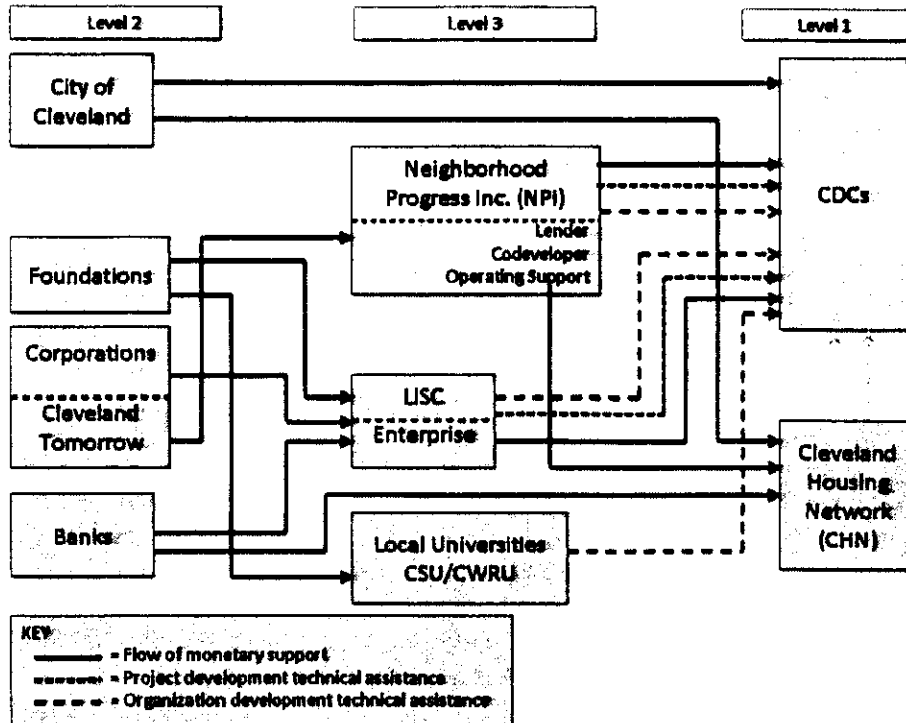 Level 2
Level 3
Level 1
City of
Cleveland
Neighborhood
Progress Inc. (NPI)
Lender
Codeveloper
Operating Support
CDCs
Foundations
Corporations
Cleveland
Tomorrow
LISC
Enterprise
Cleveland
Housing
Network
(CHN)
Banks
Local Universities
CSU/CWRU
KEY
= Flow of monetary support
= Project development technical assistance
= Organization development technical assistance